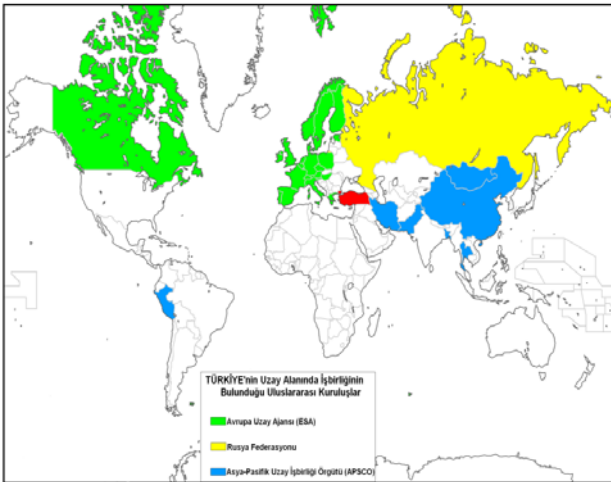 TÜRKİYE'nin Uzay Alanında İşbirliğinin
Bulunduğu Uluslararası Kuruluşlar
Avrupa Uzay Ajansı (ESA)
Rusya Federasyonu
Asya-Pasifik Uzay İşbirliği Örgütü (APSCO)